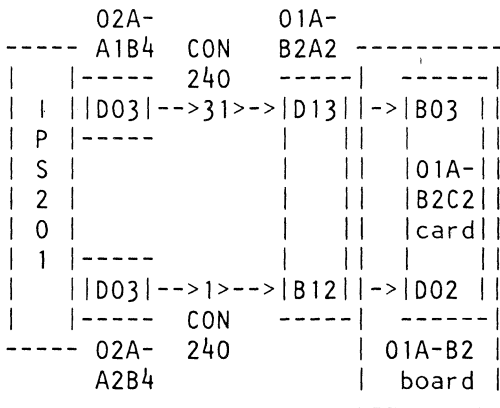 02A-          01A-
----- A1B4   CON    B2A2 ----------
|    |-----  240    -----|  ------|
| I  ||D03|-->31>->|D13||->|B03  ||
| P  |-----        |   || |     ||
| S  |             |   || |01A-||
| 2  |             |   || |B2C2||
| 0  |             |   || |card||
| 1  |-----        |   || |     ||
|    ||D03|-->1>-->|B12||->|D02 ||
|    |-----  CON    -----|  ------|
----- 02A-   240         | 01A-B2 |
      A2B4               | board  |